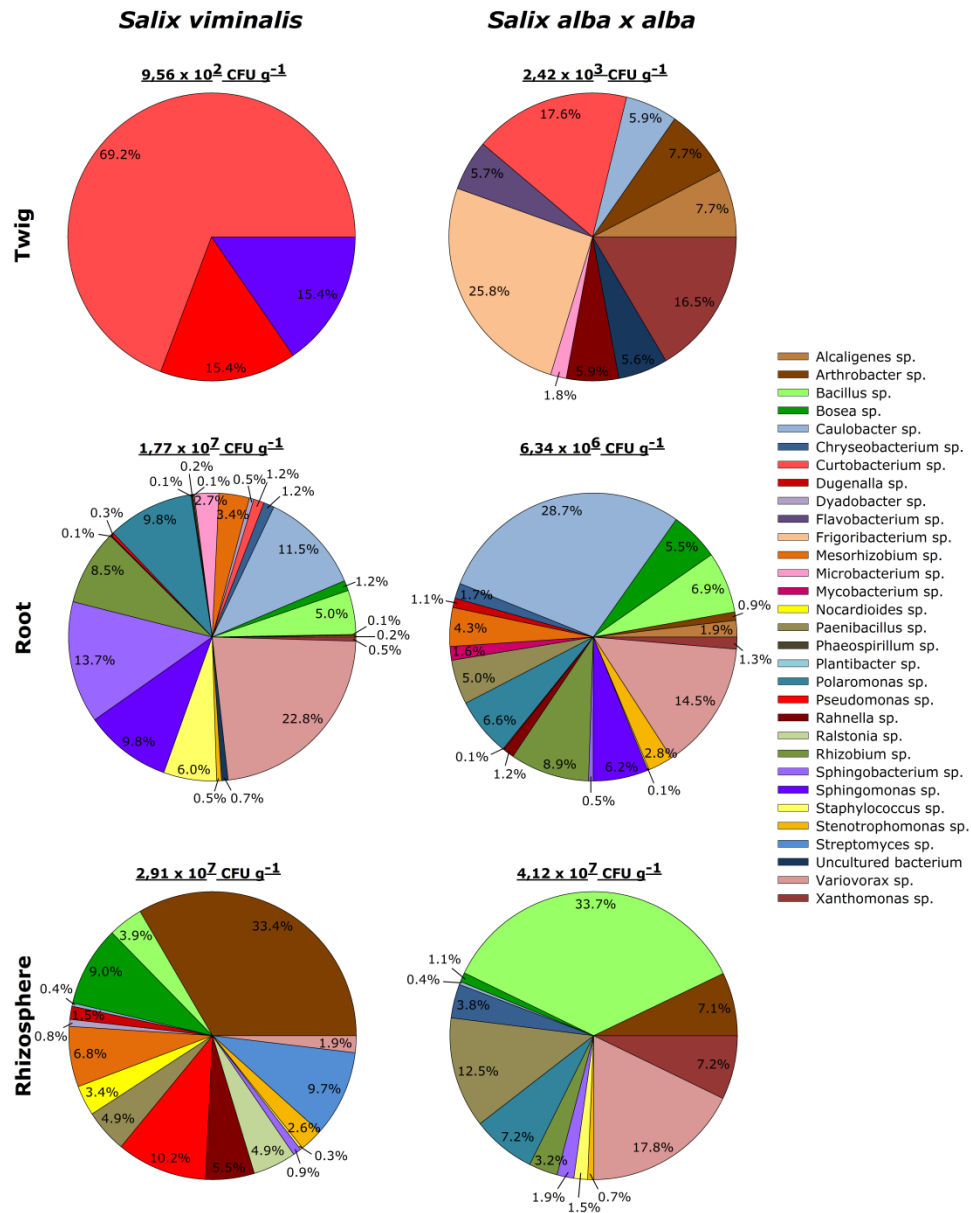 Salix viminalis
Salix alba x alba
Twig
9,56 x 10² CFU g⁻¹
69.2%
15.4%
15.4%
2,42 x 10³ CFU g⁻¹
17.6%
5.9%
7.7%
7.7%
5.7%
25.8%
16.5%
1.8%
5.9%
5.6%
Root
1,77 x 10⁷ CFU g⁻¹
0.2%
0.1%
0.1%
0.5%
1.2%
1.2%
0.3%
0.1%
9.8%
2.7%
3.4%
8.5%
11.5%
1.2%
5.0%
0.1%
0.2%
0.5%
13.7%
9.8%
6.0%
22.8%
0.5%
0.7%
6,34 x 10⁶ CFU g⁻¹
28.7%
5.5%
6.9%
0.9%
1.9%
1.3%
1.7%
1.1%
4.3%
1.6%
5.0%
6.6%
0.1%
1.2%
8.9%
0.5%
6.2%
0.1%
2.8%
14.5%
Rhizosphere
2,91 x 10⁷ CFU g⁻¹
33.4%
3.9%
9.0%
0.4%
1.5%
0.8%
6.8%
3.4%
4.9%
10.2%
5.5%
4.9%
0.9%
0.3%
2.6%
9.7%
1.9%
4,12 x 10⁷ CFU g⁻¹
33.7%
1.1%
0.4%
3.8%
7.1%
12.5%
7.2%
7.2%
3.2%
1.9%
1.5%
0.7%
17.8%
Alcaligenes sp.
Arthrobacter sp.
Bacillus sp.
Bosea sp.
Caulobacter sp.
Chryseobacterium sp.
Curtobacterium sp.
Dugenalla sp.
Dyadobacter sp.
Flavobacterium sp.
Frigoribacterium sp.
Mesorhizobium sp.
Microbacterium sp.
Mycobacterium sp.
Nocardioides sp.
Paenibacillus sp.
Phaespirillum sp.
Plantibacter sp.
Polaromonas sp.
Pseudomonas sp.
Rahnella sp.
Ralstonia sp.
Rhizobium sp.
Sphingobacterium sp.
Sphingomonas sp.
Staphylococcus sp.
Stenotrophomonas sp.
Streptomyces sp.
Uncultured bacterium
Variovorax sp.
Xanthomonas sp.